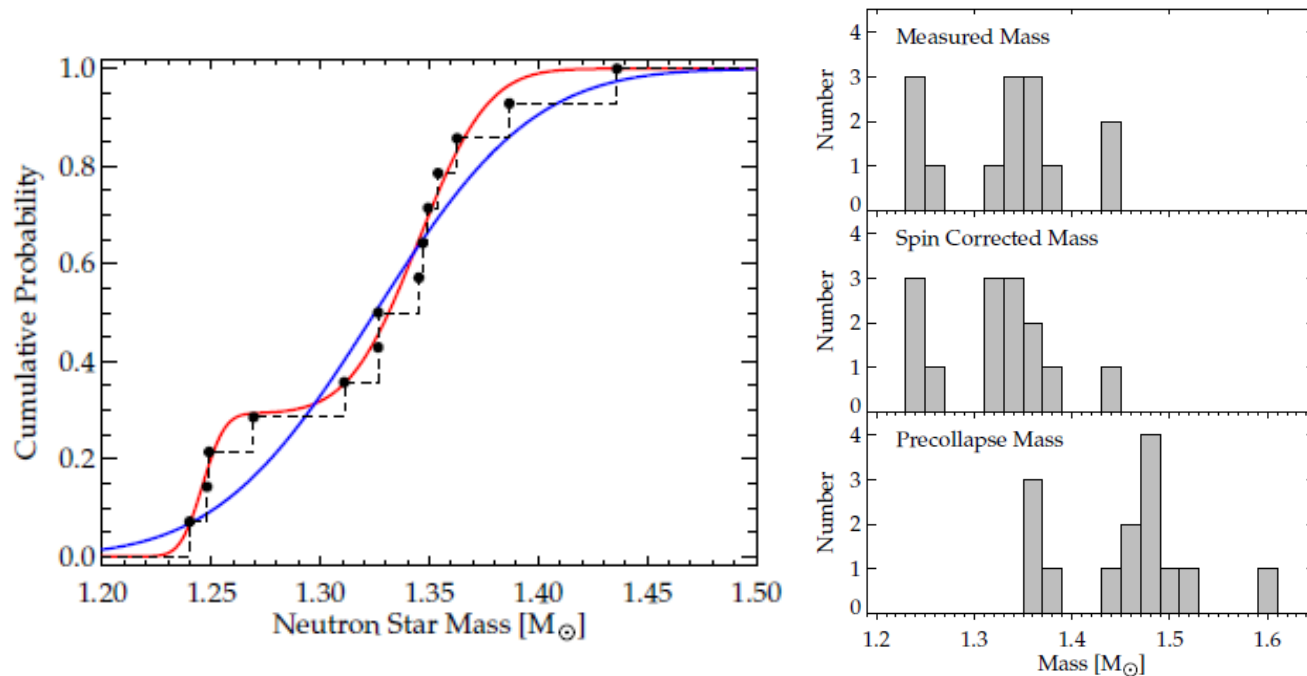 Cumulative Probability
1.0
0.8
0.6
0.4
0.2
0.0
1.20 1.25 1.30 1.35 1.40 1.45 1.50
Neutron Star Mass [M⊙]
Measured Mass
Number
4
3
2
1
0
Spin Corrected Mass
Number
4
3
2
1
0
Precollapse Mass
Number
4
3
2
1
0
1.2 1.3 1.4 1.5 1.6
Mass [M⊙]